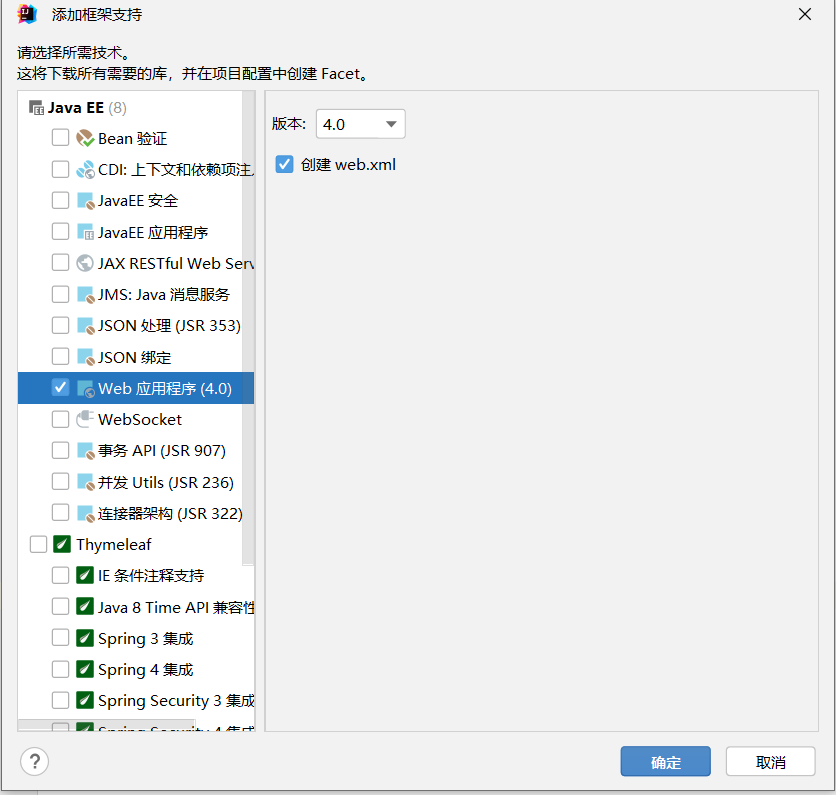 添加框架支持
请选择所需技术。
这将下载所有需要的库，并在项目配置中创建 Facet。
Java EE (8)
Bean 验证
CDI: 上下文和依赖项注
JavaEE 安全
JavaEE 应用程序
JAX RESTful Web Serv
JMS: Java 消息服务
JSON 处理 (JSR 353)
JSON 绑定
Web 应用程序 (4.0)
WebSocket
事务 API (JSR 907)
并发 Utils (JSR 236)
连接器架构 (JSR 322)
Thymeleaf
IE 条件注释支持
Java 8 Time API 兼容性
Spring 3 集成
Spring 4 集成
Spring Security 3 集成
Spring Security 4 集成
版本: 4.0
创建 web.xml
?
确定
取消